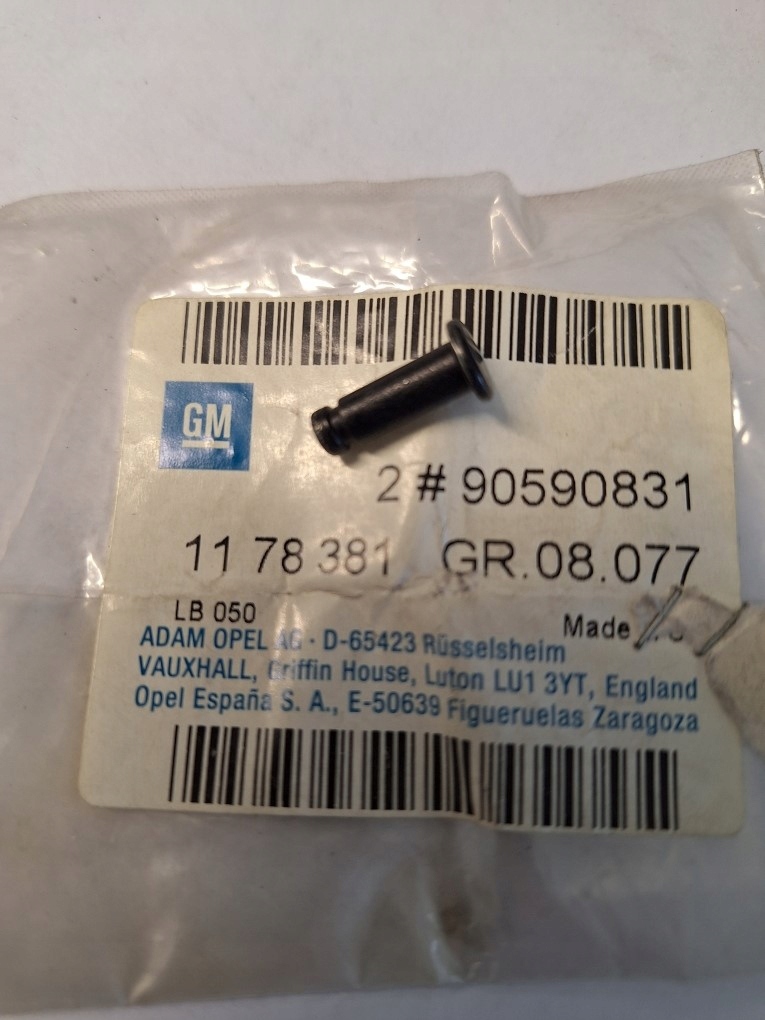 GM
2 # 90590831
11 78 381 GR.08.077
LB 050 Made
ADAM OPEL AG · D-65423 Rüsselsheim
VAUXHALL, Griffin House, Luton LU1 3YT, England
Opel España S. A., E-50639 Figueruelas Zaragoza